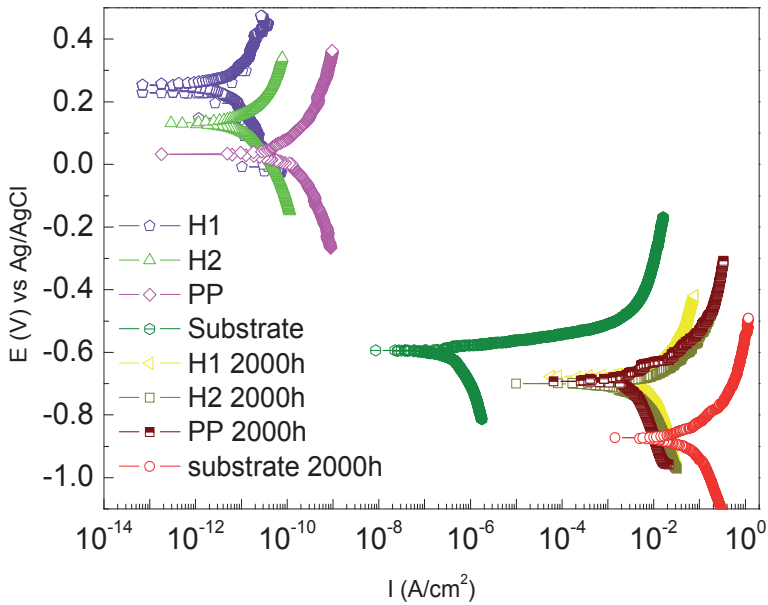 E (V) vs Ag/AgCl
0.4
0.2
0.0
-0.2
-0.4
-0.6
-0.8
-1.0
H1
H2
PP
Substrate
H1 2000h
H2 2000h
PP 2000h
substrate 2000h
10⁻¹⁴ 10⁻¹² 10⁻¹⁰ 10⁻⁸ 10⁻⁶ 10⁻⁴ 10⁻² 10⁰
I (A/cm²)